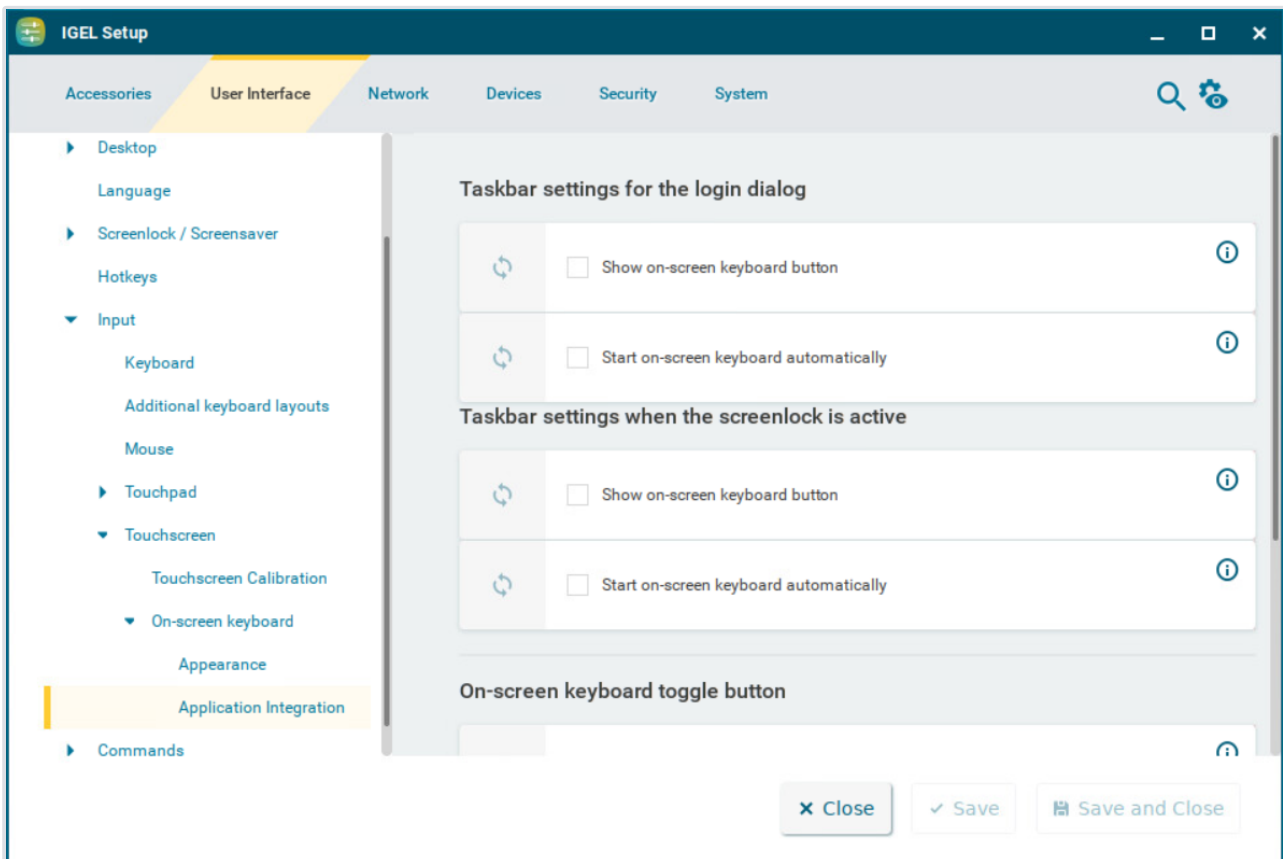 IGEL Setup
Accessories
User Interface
Network
Devices
Security
System
Desktop
Language
Screenlock / Screensaver
Hotkeys
Input
Keyboard
Additional keyboard layouts
Mouse
Touchpad
Touchscreen
Touchscreen Calibration
On-screen keyboard
Appearance
Application Integration
Commands
Taskbar settings for the login dialog
Show on-screen keyboard button
Start on-screen keyboard automatically
Taskbar settings when the screenlock is active
Show on-screen keyboard button
Start on-screen keyboard automatically
On-screen keyboard toggle button
Close
Save
Save and Close